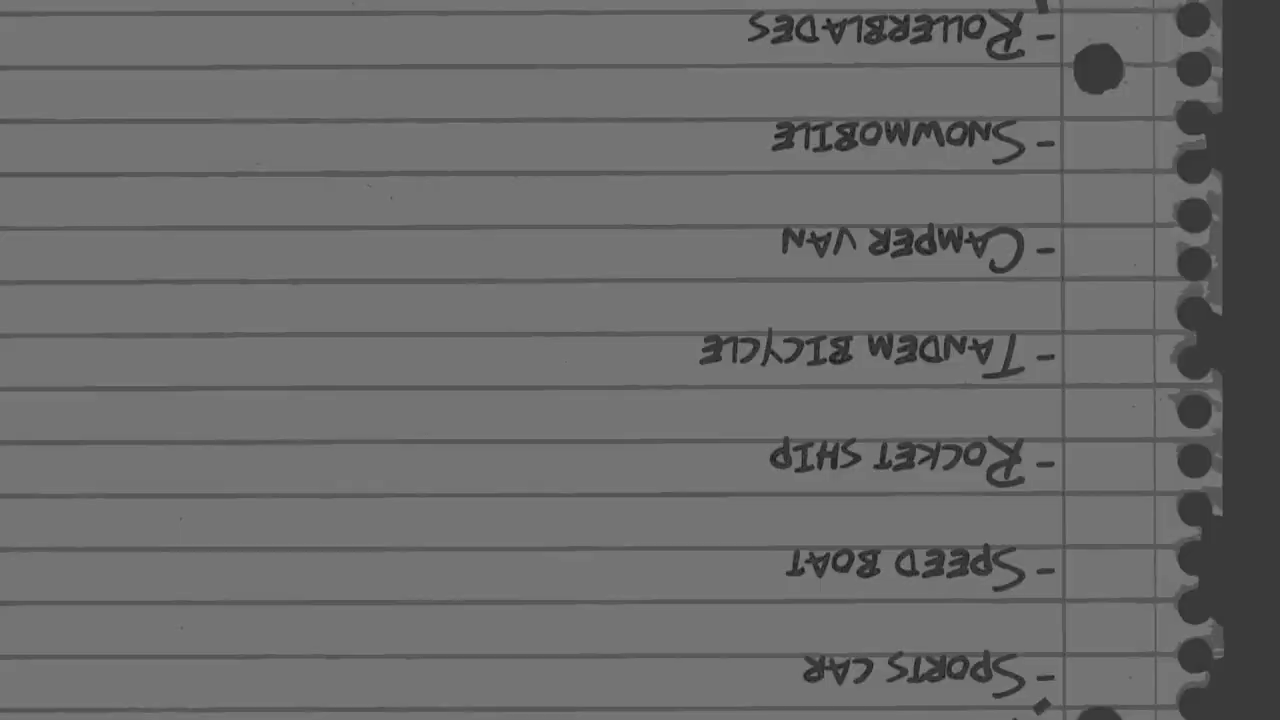 - SPORTS CAR
- SPEED BOAT
- ROCKET SHIP
- TANDEM BICYCLE
- CAMPER VAN
- SNOWMOBILE
- ROLLERBLADES